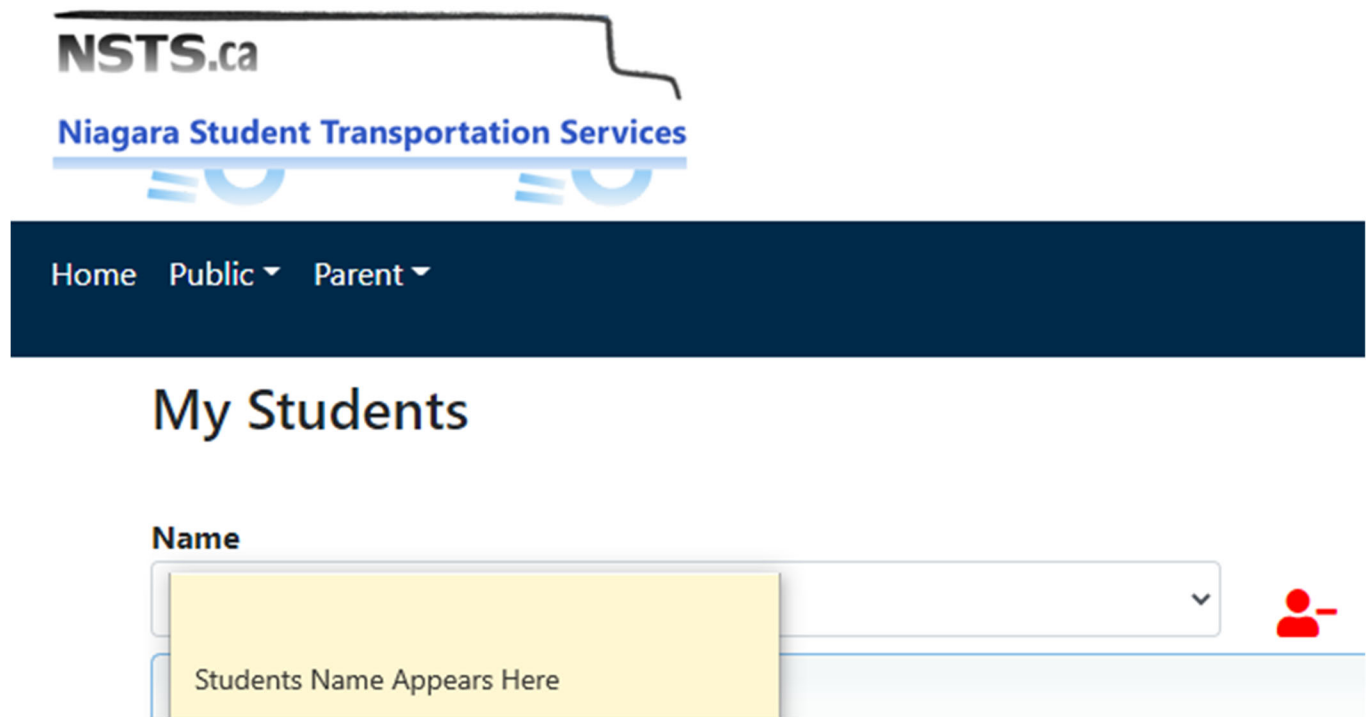 NSTS.ca
Niagara Student Transportation Services
Home Public Parent
My Students
Name
Students Name Appears Here